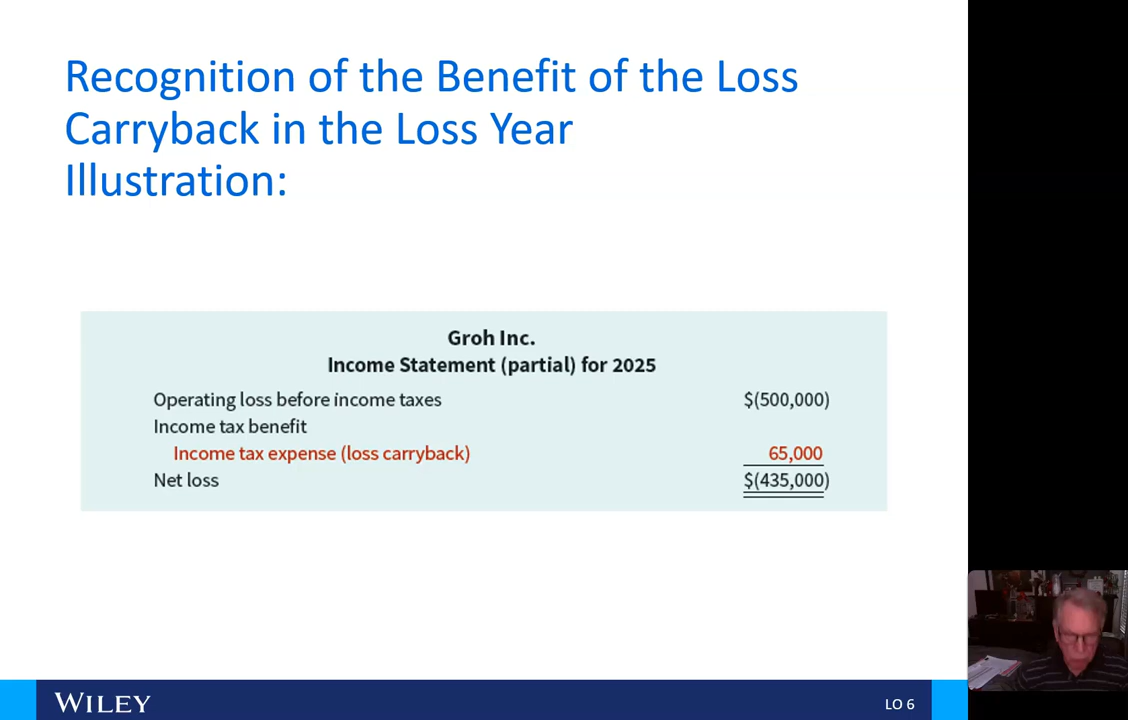 Recognition of the Benefit of the Loss
Carryback in the Loss Year
Illustration:
Groh Inc.
Income Statement (partial) for 2025
Operating loss before income taxes $(500,000)
Income tax benefit
Income tax expense (loss carryback) 65,000
Net loss $(435,000)
WILEY
LO 6